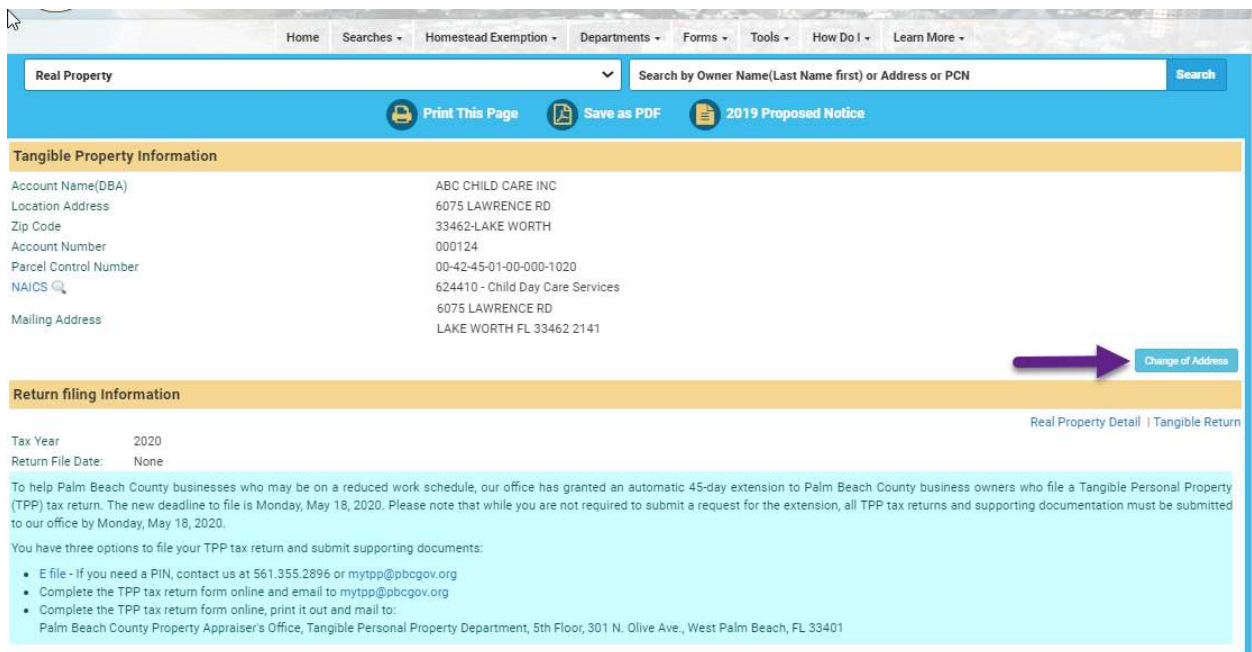 Home Searches Homestead Exemption Departments Forms Tools How Do I Learn More
Real Property Search by Owner Name(Last Name first) or Address or PCN Search
Print This Page Save as PDF 2019 Proposed Notice
Tangible Property Information
Account Name(DBA) ABC CHILD CARE INC
Location Address 6075 LAWRENCE RD
Zip Code 33462-LAKE WORTH
Account Number 000124
Parcel Control Number 00-42-45-01-00-000-1020
NAICS 624410 - Child Day Care Services
Mailing Address 6075 LAWRENCE RD
LAKE WORTH FL 33462 2141
Change of Address
Return filing Information
Real Property Detail | Tangible Return
Tax Year 2020
Return File Date: None
To help Palm Beach County businesses who may be on a reduced work schedule, our office has granted an automatic 45-day extension to Palm Beach County business owners who file a Tangible Personal Property
(TPP) tax return. The new deadline to file is Monday, May 18, 2020. Please note that while you are not required to submit a request for the extension, all TPP tax returns and supporting documentation must be submitted
to our office by Monday, May 18, 2020.
You have three options to file your TPP tax return and submit supporting documents:
• E file - If you need a PIN, contact us at 561.355.2896 or mytpp@pbcgov.org
• Complete the TPP tax return form online and email to mytpp@pbcgov.org
• Complete the TPP tax return form online, print it out and mail to:
Palm Beach County Property Appraiser's Office, Tangible Personal Property Department, 5th Floor, 301 N. Olive Ave., West Palm Beach, FL 33401